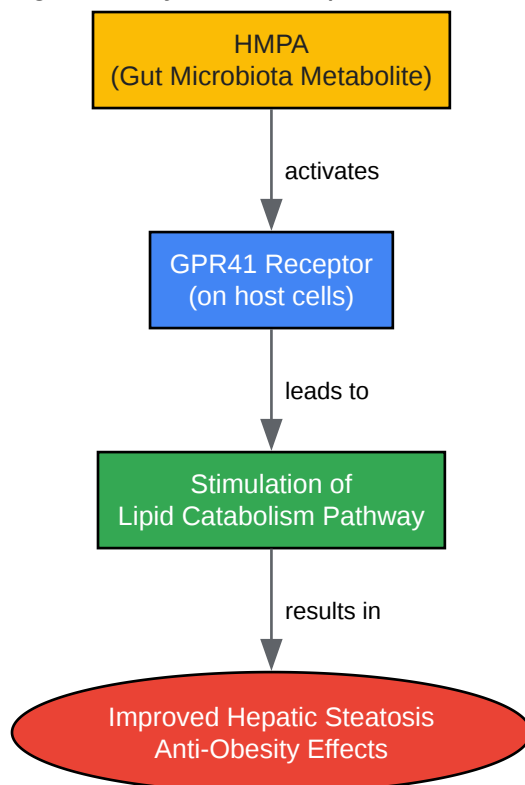 HMPA
(Gut Microbiota Metabolite)
activates
GPR41 Receptor
(on host cells)
leads to
Stimulation of
Lipid Catabolism Pathway
results in
Improved Hepatic Steatosis
Anti-Obesity Effects